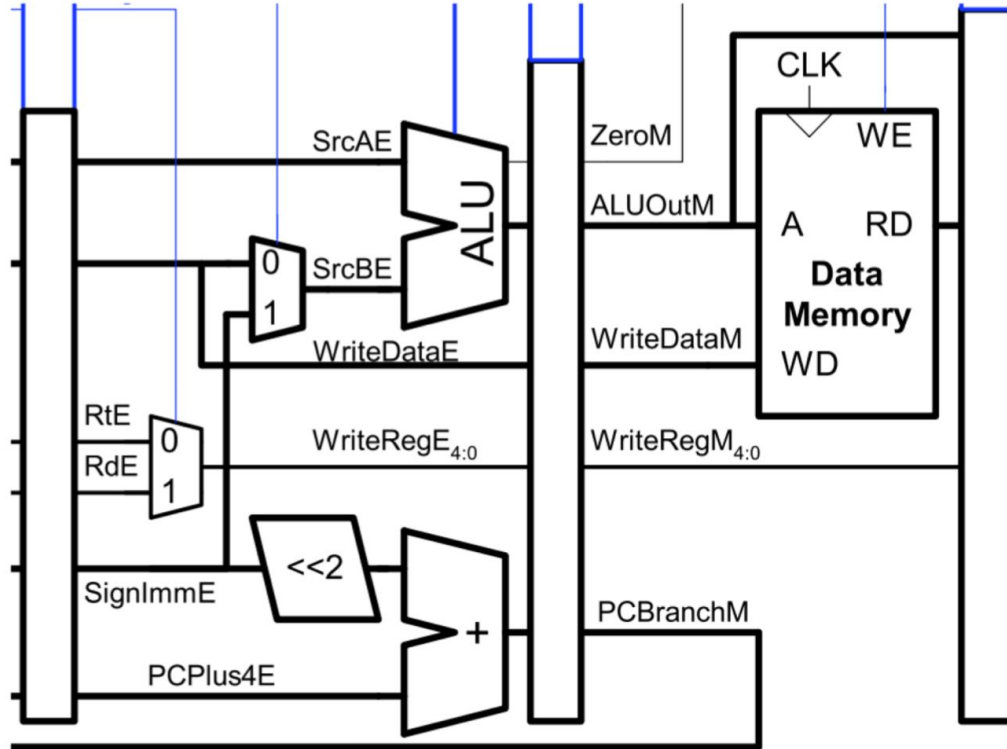 CLK
SrcAE
ZeroM
WE
ALU
ALUOutM
A
RD
0
SrcBE
Data
Memory
1
WriteDataE
WriteDataM
WD
RtE
0
WriteRegE4:0
WriteRegM4:0
RdE
1
<<2
SignImmE
PCBranchM
+
PCPlus4E